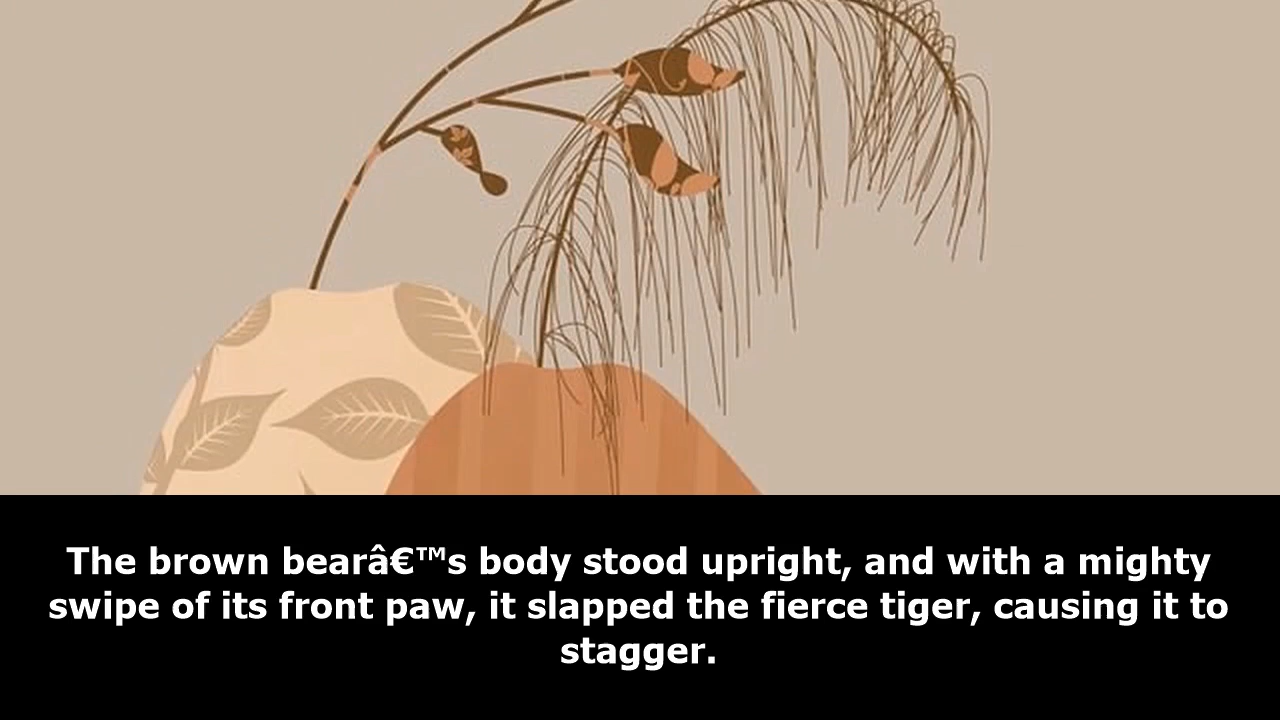 The brown bearâ€™s body stood upright, and with a mighty
swipe of its front paw, it slapped the fierce tiger, causing it to
stagger.